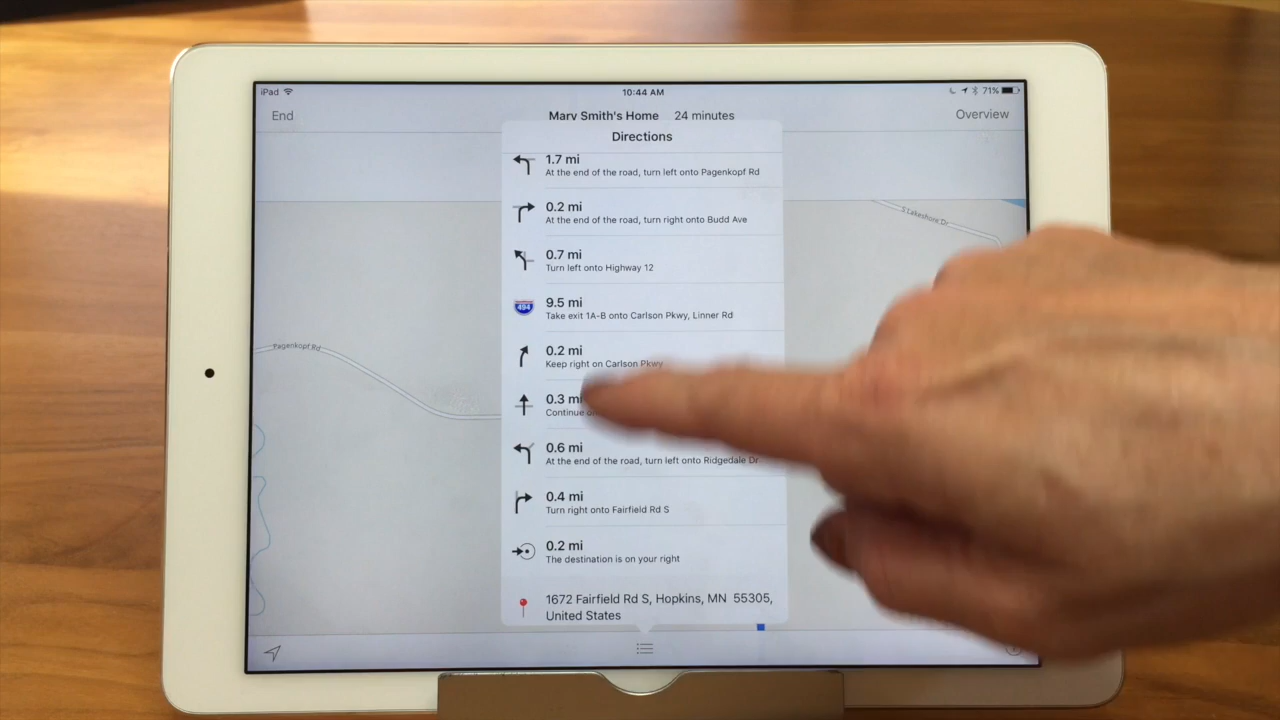 iPad 10:44 AM 71%
End Mary Smith's Home 24 minutes Overview
Directions
1.7 mi
At the end of the road, turn left onto Pagenkopf Rd
0.2 mi
At the end of the road, turn right onto Budd Ave
S Lakeshore Dr
0.7 mi
Turn left onto Highway 12
494
9.5 mi
Take exit 1A-B onto Carlson Pkwy, Linner Rd
Pagenkopf Rd
0.2 mi
Keep right on Carlson Pkwy
0.3 mi
Continue
0.6 mi
At the end of the road, turn left onto Ridgedale Dr
0.4 mi
Turn right onto Fairfield Rd S
0.2 mi
The destination is on your right
1672 Fairfield Rd S, Hopkins, MN 55305,
United States